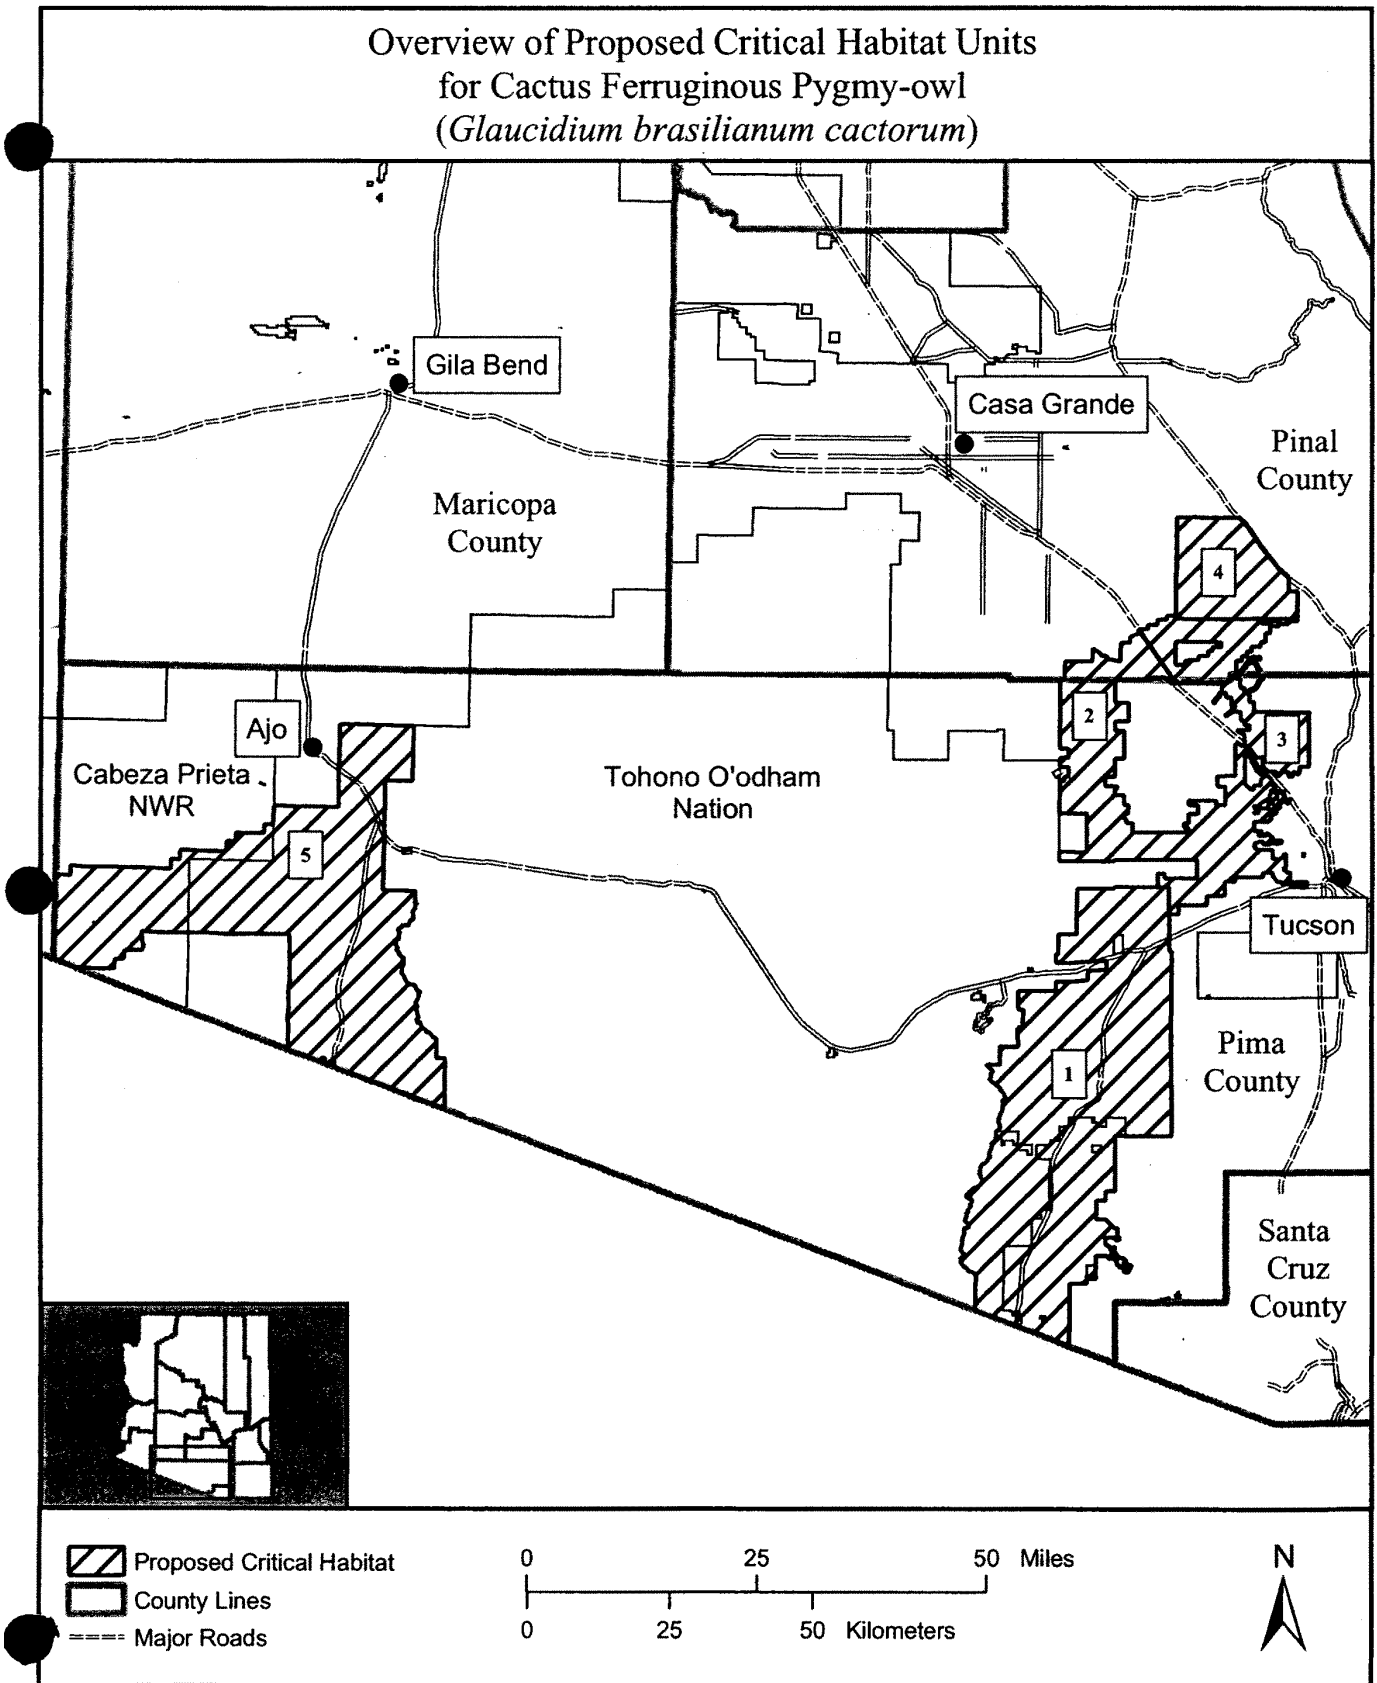 Overview of Proposed Critical Habitat Units
for Cactus Ferruginous Pygmy-owl
(Glaucidium brasilianum cactorum)
Gila Bend
Casa Grande
Pinal
County
Maricopa
County
4
2
3
Ajo
Cabeza Prieta
NWR
Tohono O'odham
Nation
5
Tucson
1
Pima
County
Santa
Cruz
County
Proposed Critical Habitat
County Lines
Major Roads
0 25 50 Miles
0 25 50 Kilometers
N